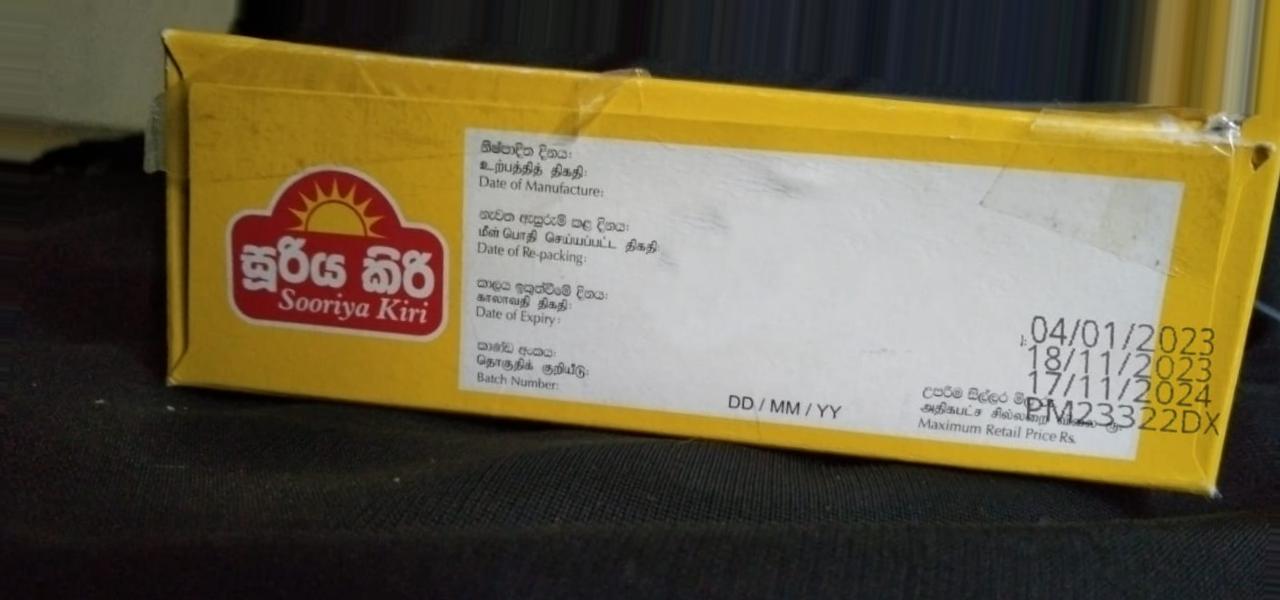 සූරිය කිරි
Sooriya Kiri
නිෂ්පාදිත දිනය:
உற்பத்தித் திகதி:
Date of Manufacture:
නැවත ඇසුරුම් කළ දිනය:
மீள் பொதி செய்யப்பட்ட திகதி:
Date of Re-packing:
කාලය ඉකුත්වීමේ දිනය:
காலாவதி திகதி:
Date of Expiry:
කාණ්ඩ අංකය:
தொகுதிக் குறியீடு:
Batch Number:
DD / MM / YY
04/01/2023
18/11/2023
17/11/2024
PM23322DX
උපරිම සිල්ලර
அதிகபட்ச சில்லறை விலை ரூ.
Maximum Retail Price Rs.